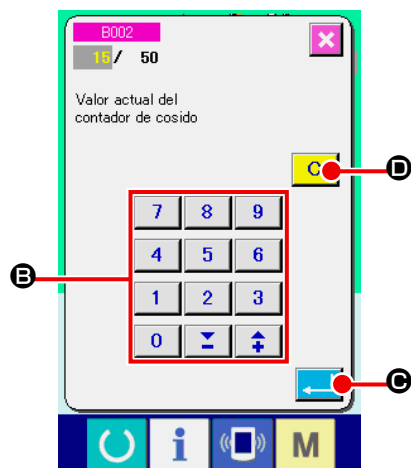 B002
15/ 50
Valor actual del
contador de cosido
C
D
7 8 9
4 5 6
B
1 2 3
0 − +
C
i M